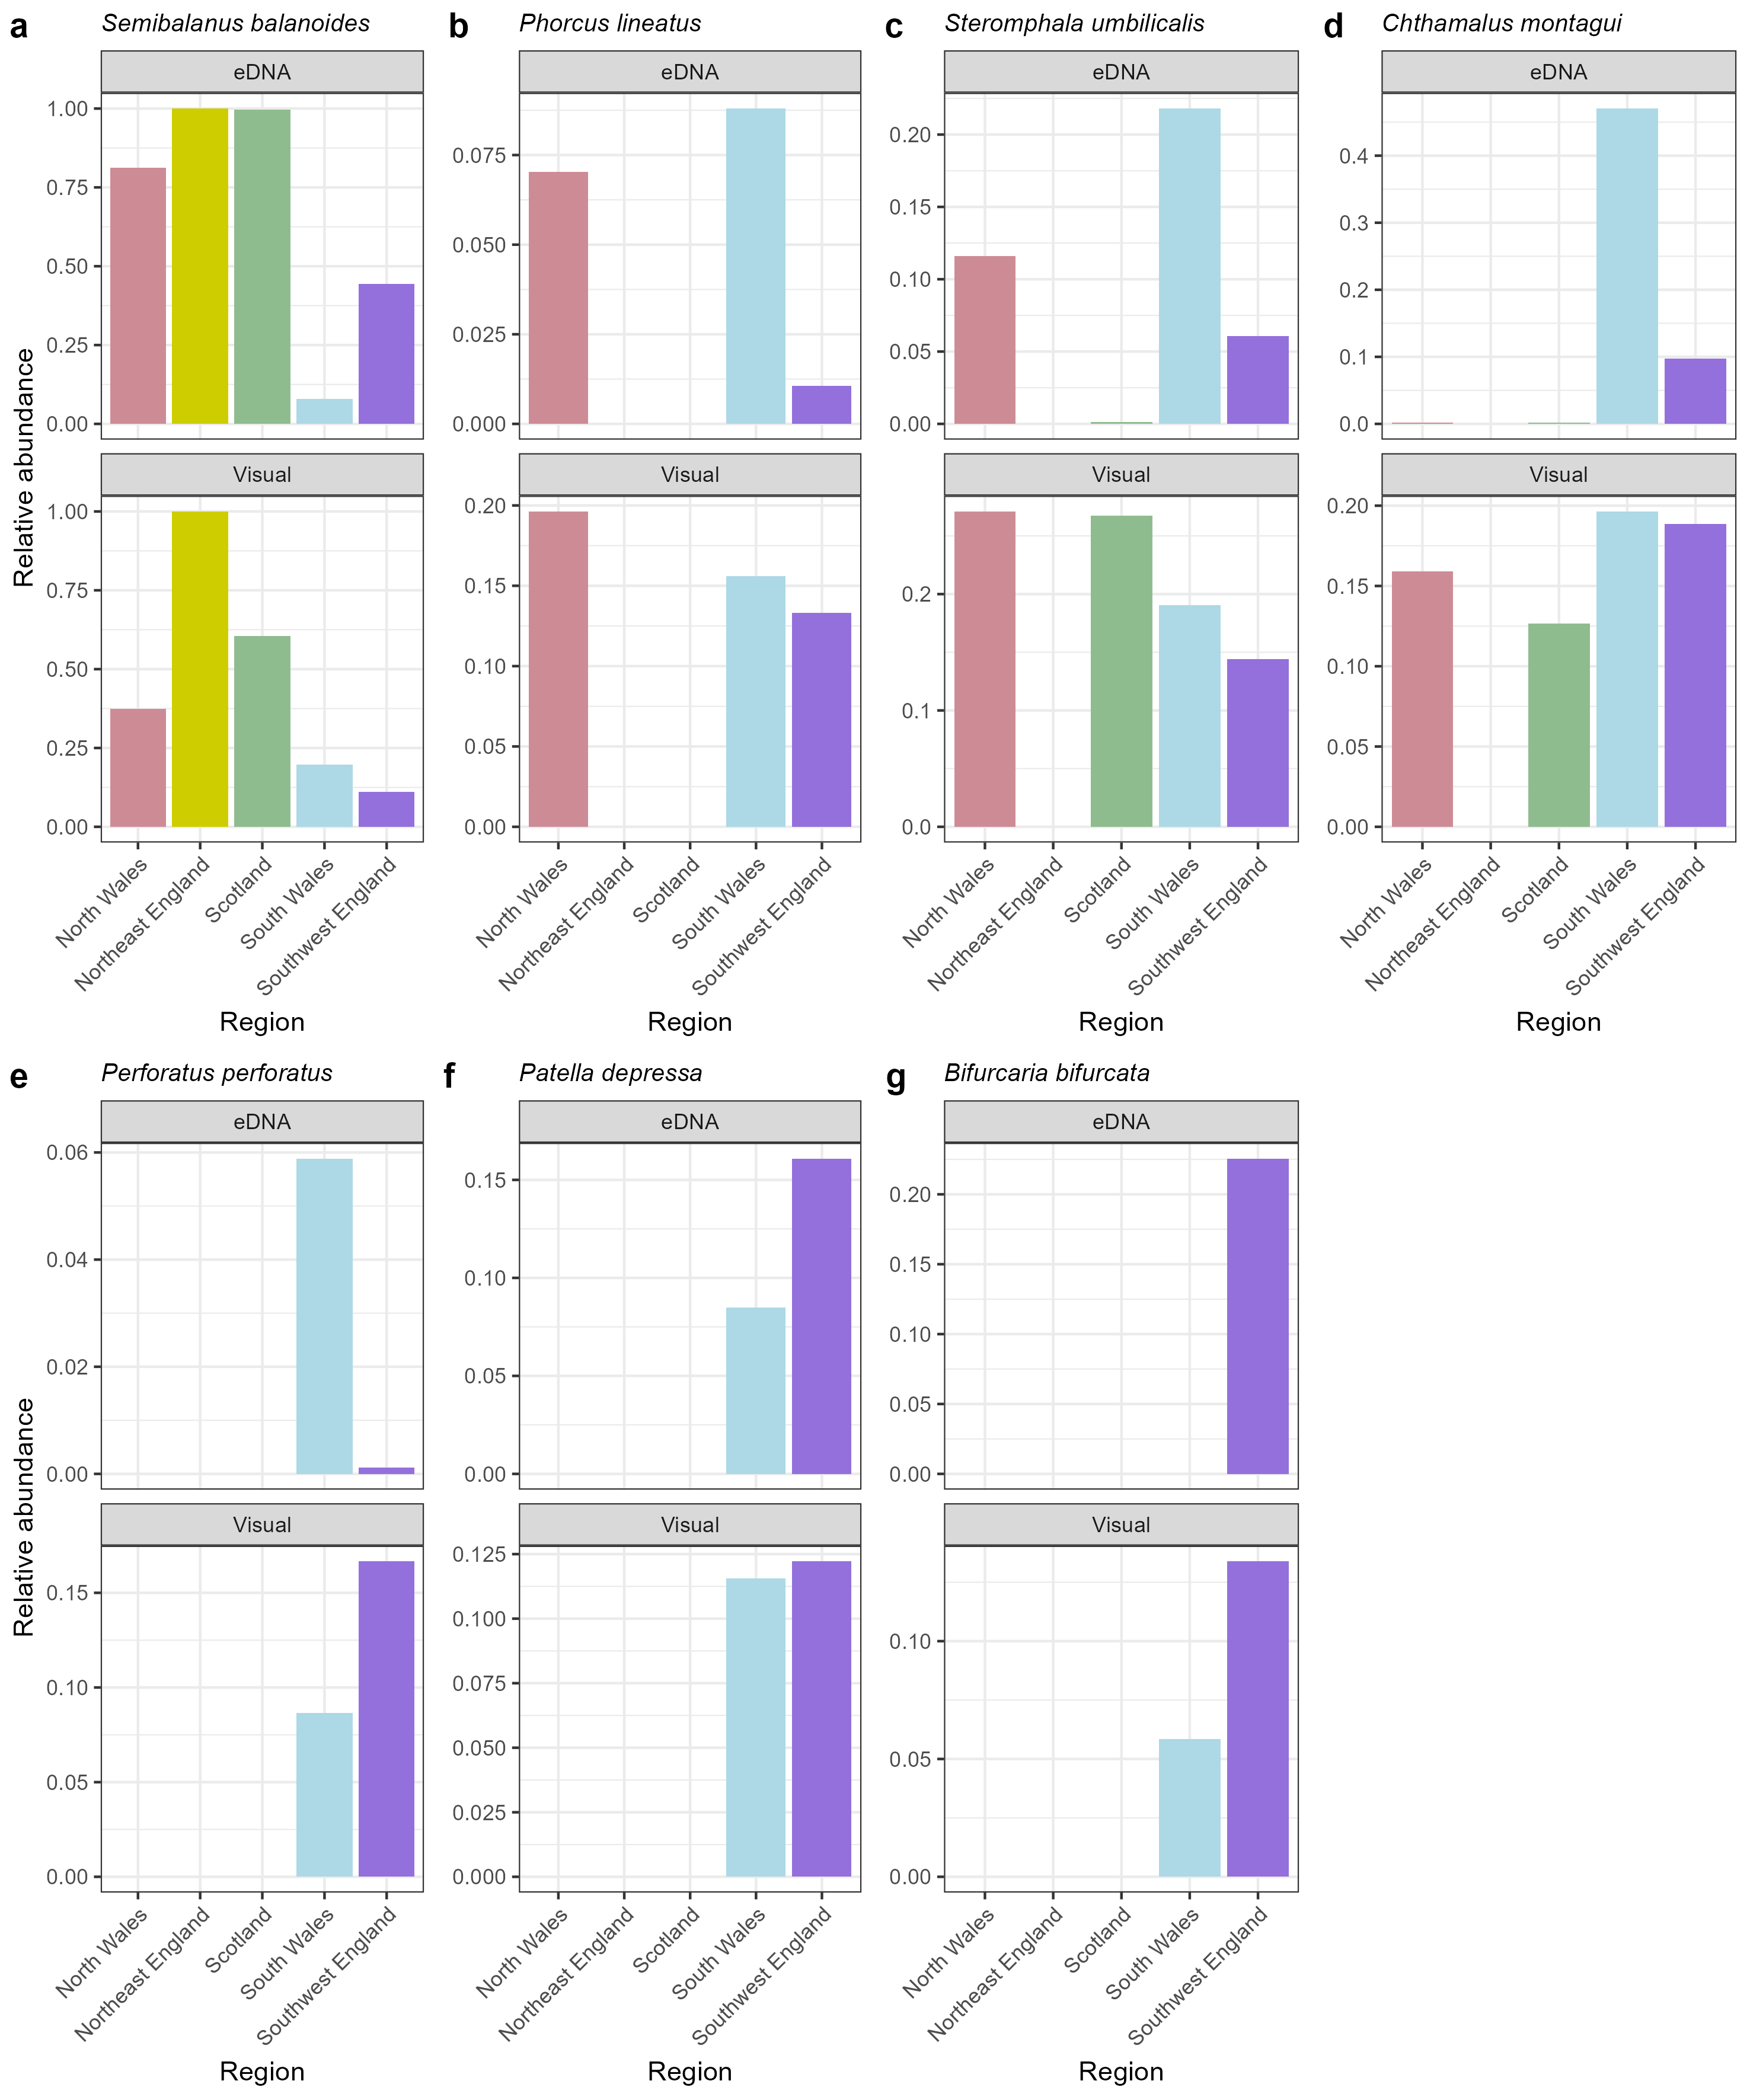 a Semibalanus balanoides
b Phorcus lineatus
c Steromphala umbilicalis
d Chthamalus montagui
eDNA
eDNA
eDNA
eDNA
1.00
0.75
0.50
0.25
0.00
0.075
0.050
0.025
0.000
0.20
0.15
0.10
0.05
0.00
0.4
0.3
0.2
0.1
0.0
Relative abundance
Visual
Visual
Visual
Visual
1.00
0.75
0.50
0.25
0.00
0.20
0.15
0.10
0.05
0.00
0.2
0.1
0.0
0.20
0.15
0.10
0.05
0.00
North Wales
Northeast England
Scotland
South Wales
Southwest England
North Wales
Northeast England
Scotland
South Wales
Southwest England
North Wales
Northeast England
Scotland
South Wales
Southwest England
North Wales
Northeast England
Scotland
South Wales
Southwest England
Region
Region
Region
Region
e Perforatus perforatus
f Patella depressa
g Bifurcaria bifurcata
eDNA
eDNA
eDNA
0.06
0.04
0.02
0.00
0.15
0.10
0.05
0.00
0.20
0.15
0.10
0.05
0.00
Relative abundance
Visual
Visual
Visual
0.15
0.10
0.05
0.00
0.125
0.100
0.075
0.050
0.025
0.000
0.10
0.05
0.00
North Wales
Northeast England
Scotland
South Wales
Southwest England
North Wales
Northeast England
Scotland
South Wales
Southwest England
North Wales
Northeast England
Scotland
South Wales
Southwest England
Region
Region
Region